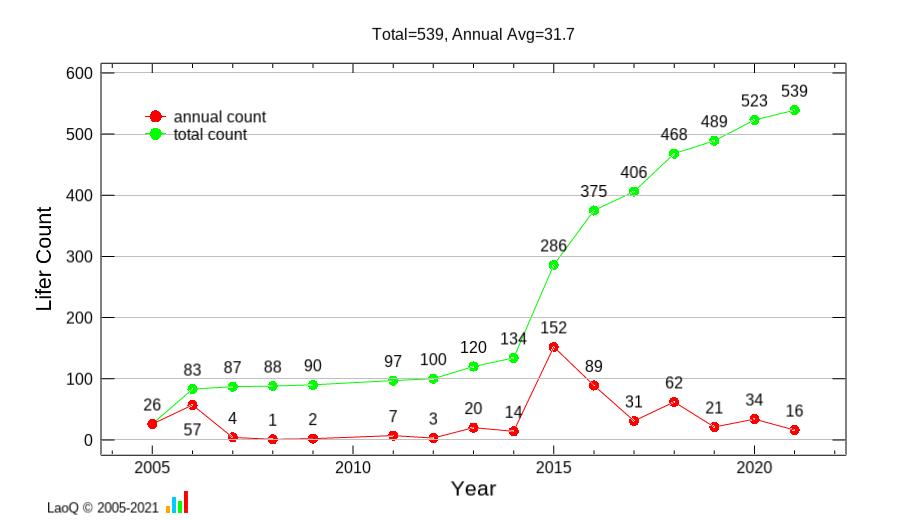 Total=539, Annual Avg=31.7
600
500
400
300
200
100
0
Lifer Count
annual count
total count
26 83 87 88 90 97 100 120 134 286 375 406 468 489 523 539
57 4 1 2 7 3 20 14 152 89 31 62 21 34 16
2005 2010 2015 2020
Year
LaoQ © 2005-2021